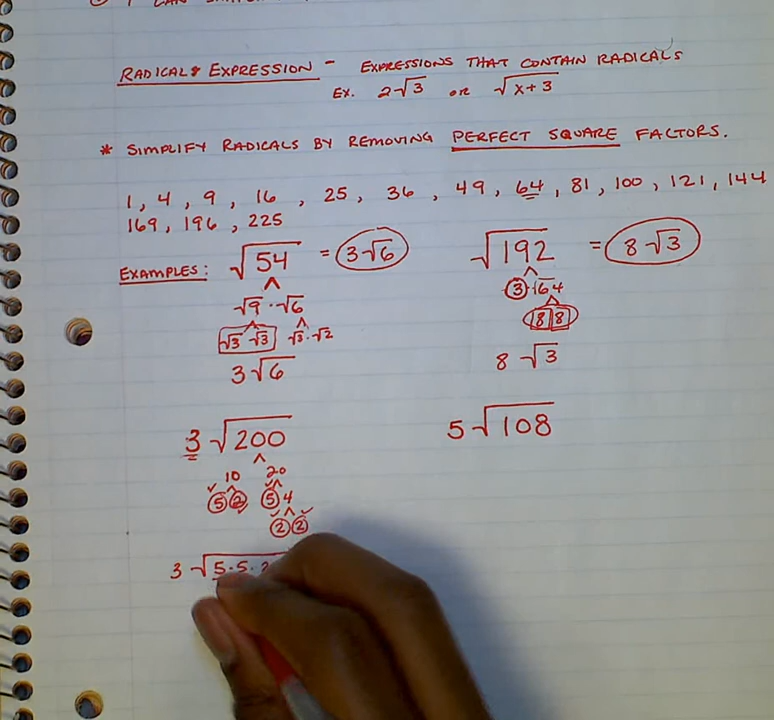 RADICAL EXPRESSION - EXPRESSIONS THAT CONTAIN RADICALS
EX. 2√3 OR √x+3
* SIMPLIFY RADICALS BY REMOVING PERFECT SQUARE FACTORS.
1, 4, 9, 16, 25, 36, 49, 64, 81, 100, 121, 144
169, 196, 225
EXAMPLES: √54 = 3√6 √192 = 8√3
√9 · √6 3 · 64
√3 √3 √3 · √2 8 8
3√6 8√3
3√200 5√108
10 20
5 2 5 4
2 2
3√5·5·2